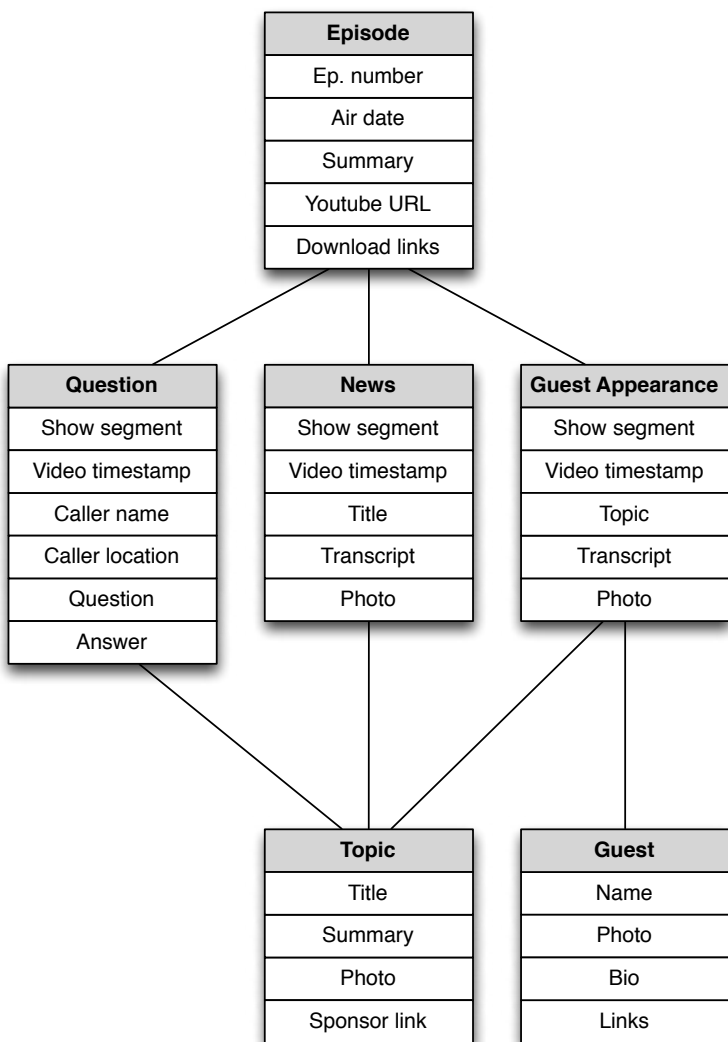 Episode
Ep. number
Air date
Summary
Youtube URL
Download links
Question
Show segment
Video timestamp
Caller name
Caller location
Question
Answer
News
Show segment
Video timestamp
Title
Transcript
Photo
Guest Appearance
Show segment
Video timestamp
Topic
Transcript
Photo
Topic
Title
Summary
Photo
Sponsor link
Guest
Name
Photo
Bio
Links